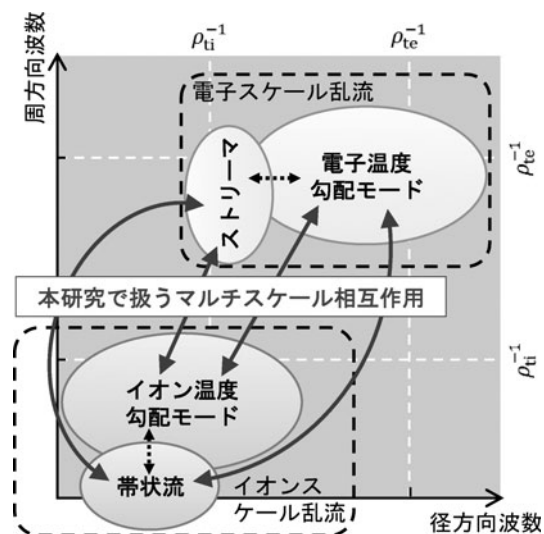 ρti⁻¹
ρte⁻¹
周方向波数
電子スケール乱流
ストリーマ
電子温度
勾配モード
ρte⁻¹
本研究で扱うマルチスケール相互作用
ρti⁻¹
イオン温度
勾配モード
帯状流
イオンス
ケール乱流
径方向波数